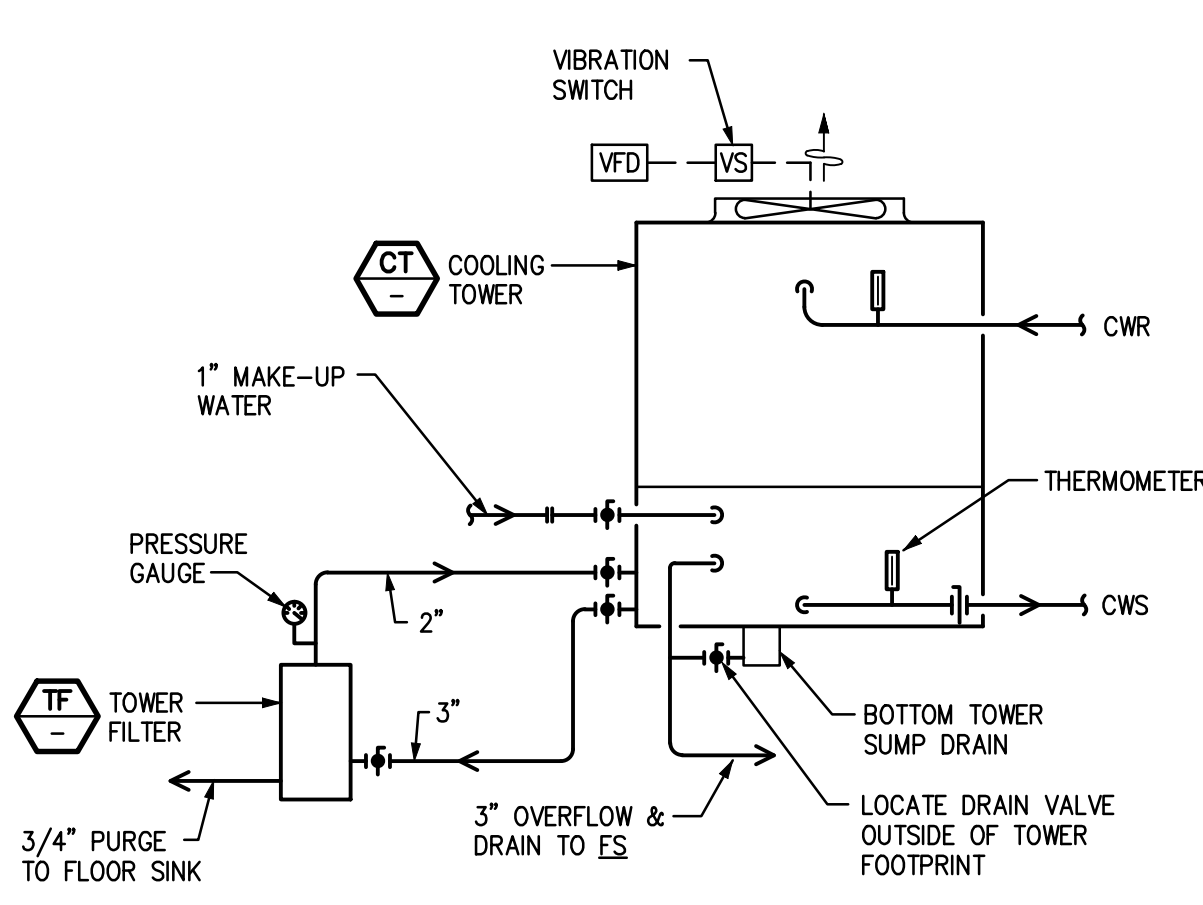 VIBRATION
SWITCH
VFD
VS
CT
-
COOLING
TOWER
CWR
1” MAKE-UP
WATER
THERMOMETER
PRESSURE
GAUGE
2”
CWS
TF
-
TOWER
FILTER
3”
BOTTOM TOWER
SUMP DRAIN
3” OVERFLOW &
DRAIN TO FS
LOCATE DRAIN VALVE
OUTSIDE OF TOWER
FOOTPRINT
3/4” PURGE
TO FLOOR SINK